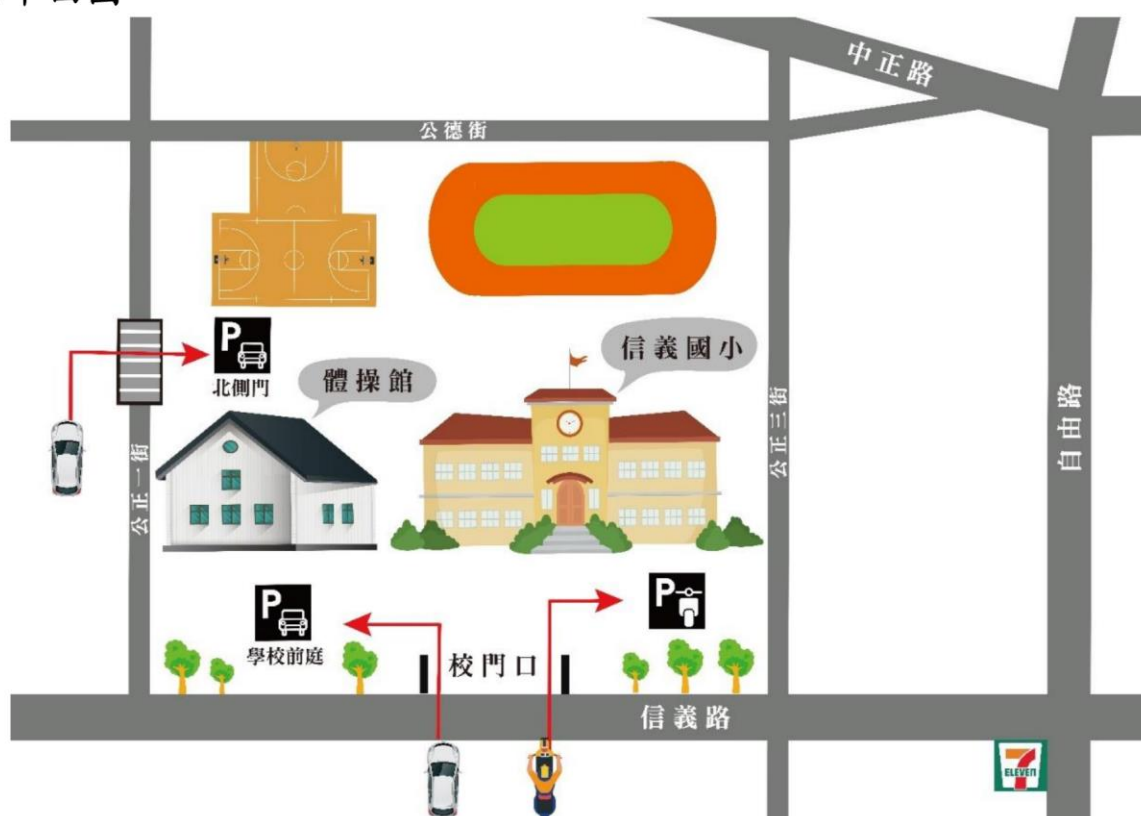 中正路
公德街
信義國小
P
北側門
體操館
公正一街
公正三街
自由路
P
學校前庭
P
校門口
信義路
7
ELEVEn